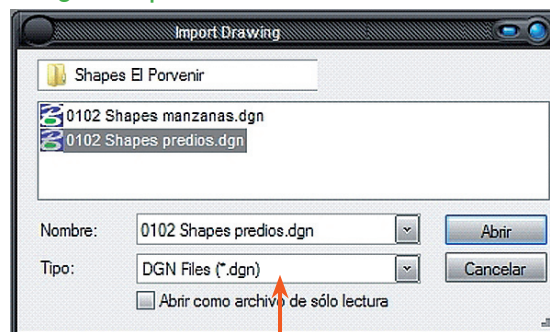 Import Drawing
Shapes El Porvenir
0102 Shapes manzanas.dgn
0102 Shapes predios.dgn
Nombre: 0102 Shapes predios.dgn Abrir
Tipo: DGN Files (*.dgn) Cancelar
Abrir como archivo de sólo lectura